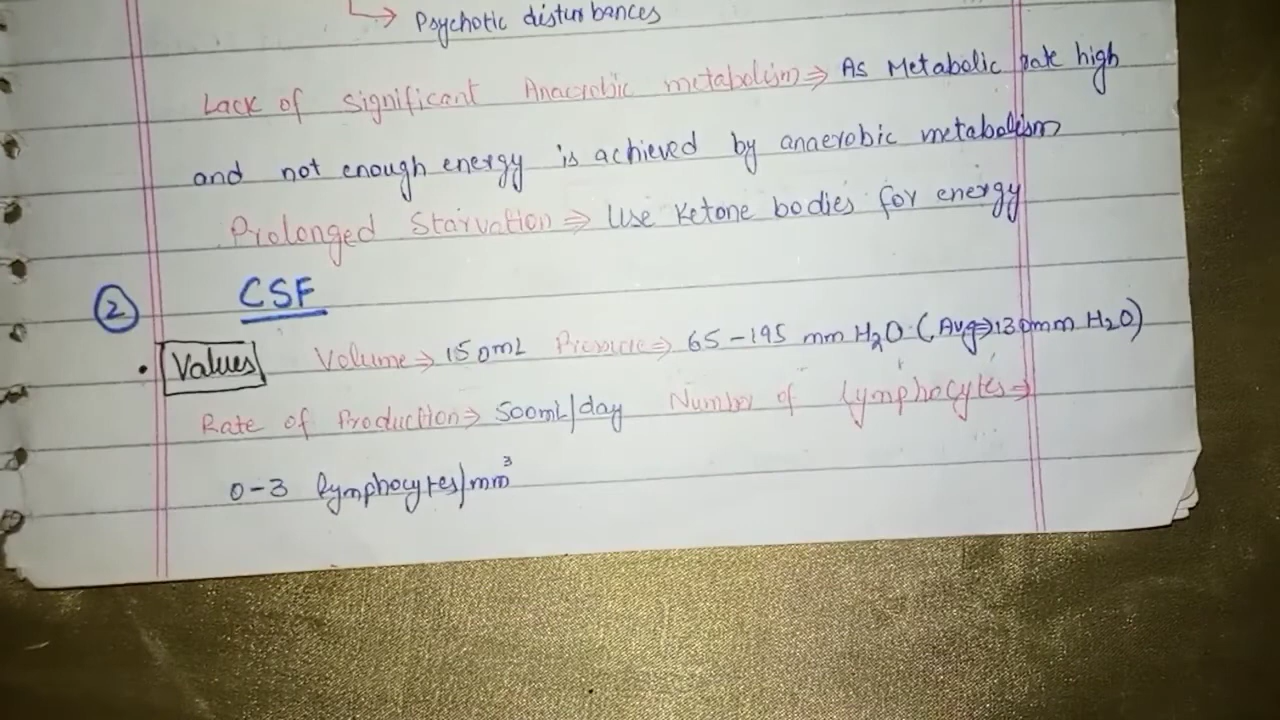 ↳ Psychotic disturbances
Lack of significant Anaerobic metabolism ⇒ As Metabolic rate high
and not enough energy is achieved by anaerobic metabolism
Prolonged Starvation ⇒ Use Ketone bodies for energy
② CSF
• Values Volume ⇒ 150mL Pressure ⇒ 65-195 mm H₂O (Avg ⇒ 130mm H₂O)
Rate of Production ⇒ 500mL/day Number of lymphocytes ⇒
0-3 lymphocytes/mm³